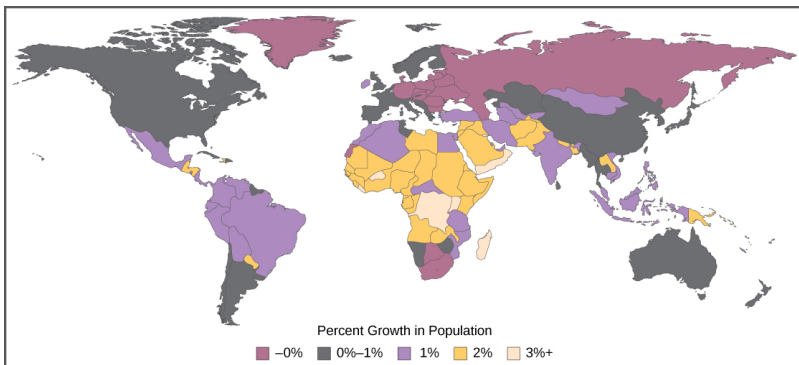 Percent Growth in Population
–0% 0%–1% 1% 2% 3%+